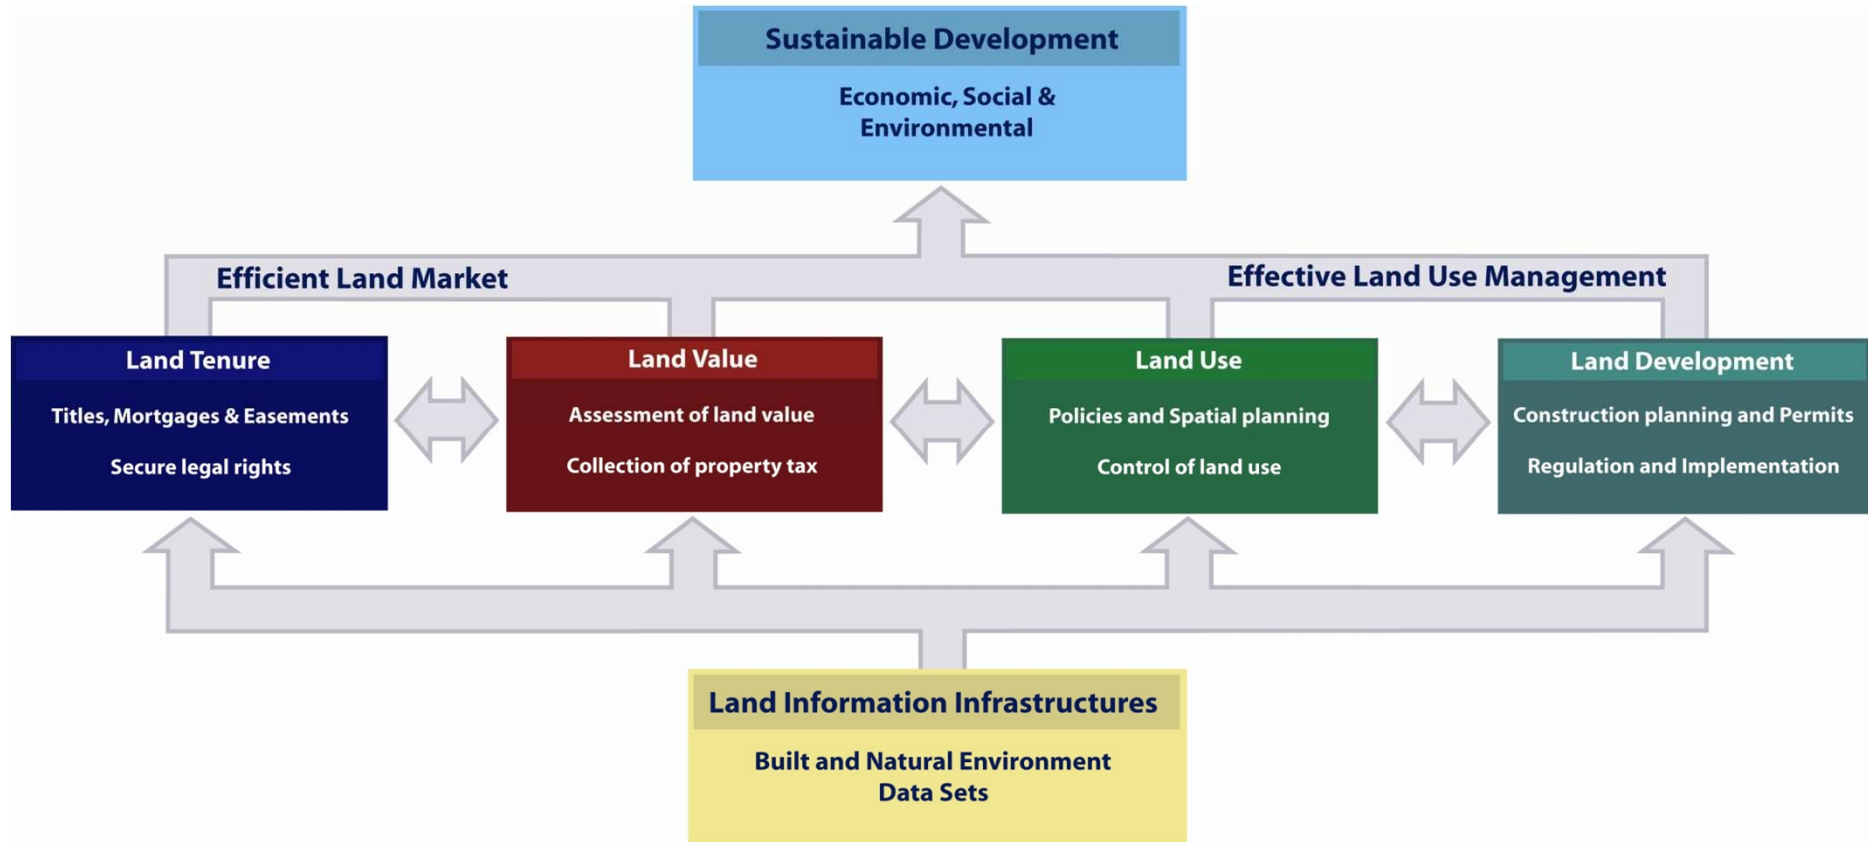 Sustainable Development
Economic, Social &
Environmental
Efficient Land Market
Effective Land Use Management
Land Tenure
Titles, Mortgages & Easements
Secure legal rights
Land Value
Assessment of land value
Collection of property tax
Land Use
Policies and Spatial planning
Control of land use
Land Development
Construction planning and Permits
Regulation and Implementation
Land Information Infrastructures
Built and Natural Environment
Data Sets